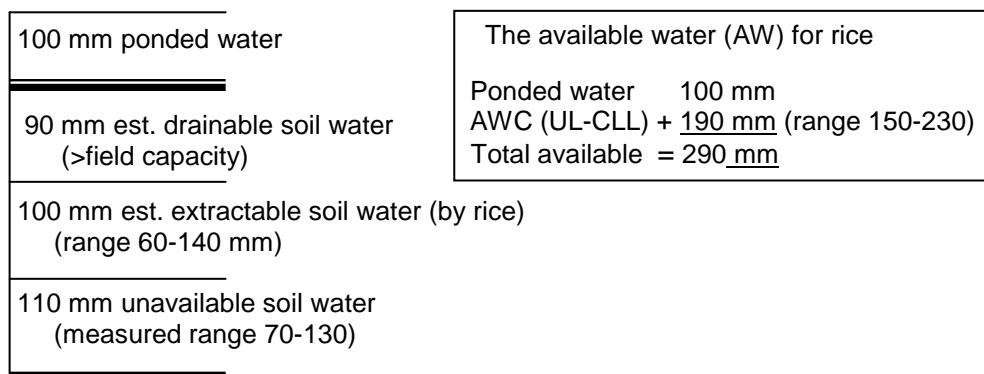 100 mm ponded water
90 mm est. drainable soil water
(>field capacity)
100 mm est. extractable soil water (by rice)
(range 60-140 mm)
110 mm unavailable soil water
(measured range 70-130)
The available water (AW) for rice
Ponded water 100 mm
AWC (UL-CLL) + 190 mm (range 150-230)
Total available = 290 mm